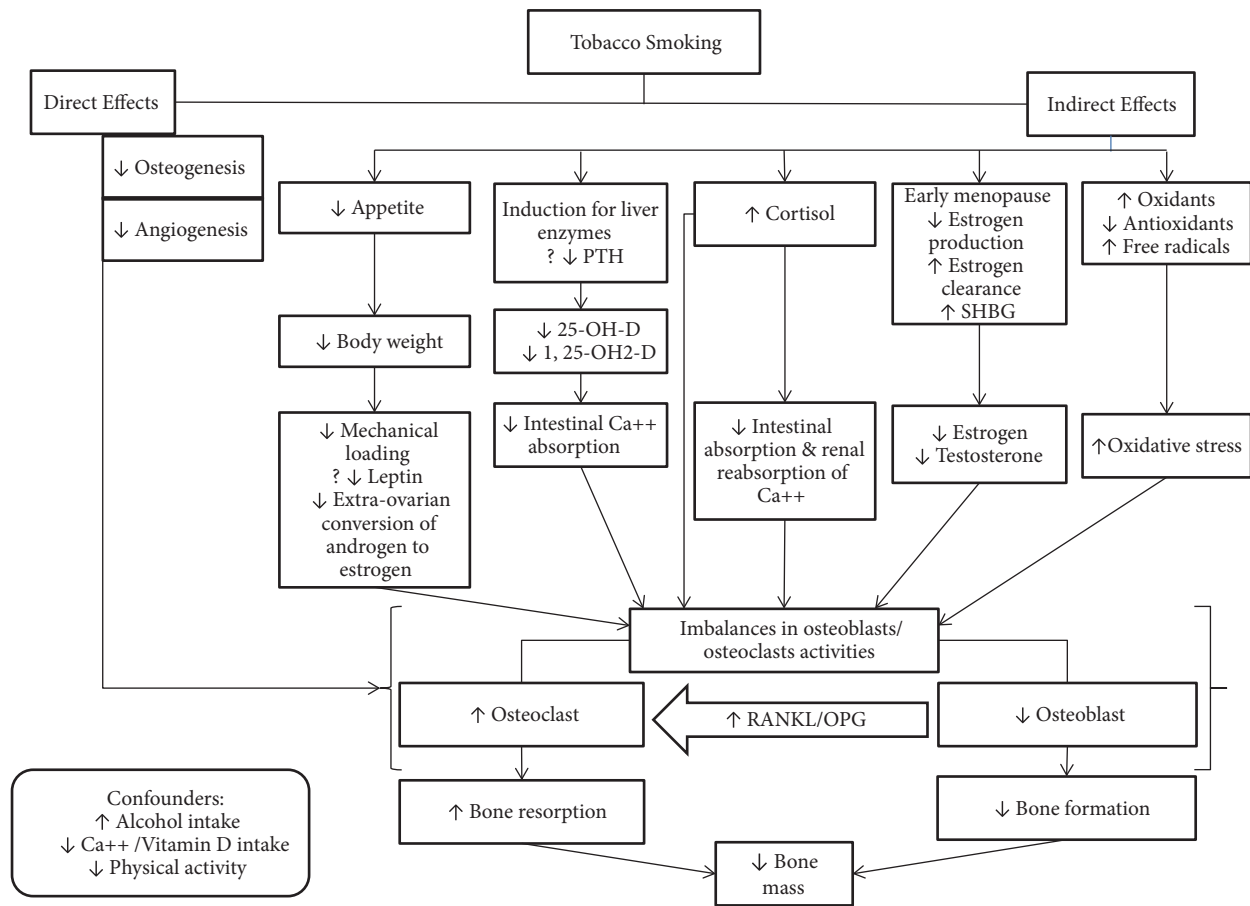 Tobacco Smoking
Direct Effects
Indirect Effects
↓ Osteogenesis
↓ Angiogenesis
↓ Appetite
↓ Body weight
↓ Mechanical
loading
? ↓ Leptin
↓ Extra-ovarian
conversion of
androgen to
estrogen
Induction for liver
enzymes
? ↓ PTH
↓ 25-OH-D
↓ 1, 25-OH2-D
↓ Intestinal Ca++
absorption
↑ Cortisol
↓ Intestinal
absorption & renal
reabsorption of
Ca++
Early menopause
↓ Estrogen
production
↑ Estrogen
clearance
↑ SHBG
↓ Estrogen
↓ Testosterone
↑ Oxidants
↓ Antioxidants
↑ Free radicals
↑Oxidative stress
Imbalances in osteoblasts/
osteoclasts activities
↑ Osteoclast
↑ RANKL/OPG
↓ Osteoblast
↑ Bone resorption
↓ Bone formation
↓ Bone
mass
Confounders:
↑ Alcohol intake
↓ Ca++ /Vitamin D intake
↓ Physical activity